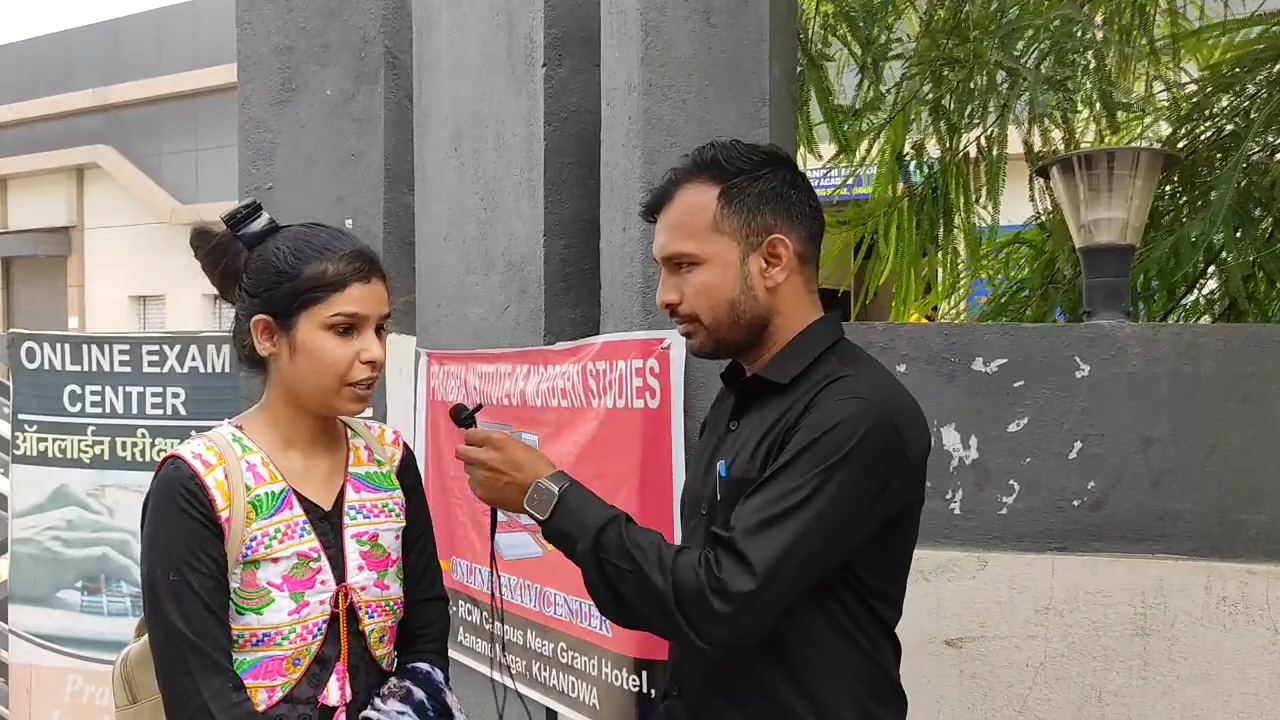 ONLINE EXAM
CENTER
ऑनलाईन परीक्षा
PRATIBHA INSTITUTE OF MORDERN STUDIES
ONLINE EXAM CENTER
RCW Campus Near Grand Hotel,
Aanand Nagar, KHANDWA
Pra